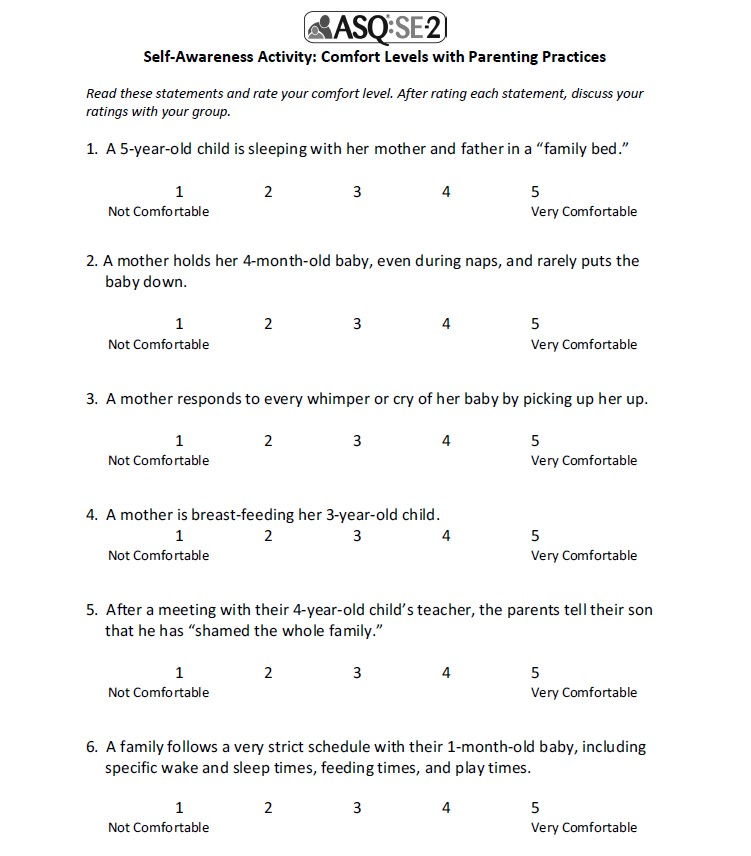 ASQ:SE-2
Self-Awareness Activity: Comfort Levels with Parenting Practices
Read these statements and rate your comfort level. After rating each statement, discuss your
ratings with your group.
1. A 5-year-old child is sleeping with her mother and father in a “family bed.”
1 2 3 4 5
Not Comfortable Very Comfortable
2. A mother holds her 4-month-old baby, even during naps, and rarely puts the
baby down.
1 2 3 4 5
Not Comfortable Very Comfortable
3. A mother responds to every whimper or cry of her baby by picking up her up.
1 2 3 4 5
Not Comfortable Very Comfortable
4. A mother is breast-feeding her 3-year-old child.
1 2 3 4 5
Not Comfortable Very Comfortable
5. After a meeting with their 4-year-old child’s teacher, the parents tell their son
that he has “shamed the whole family.”
1 2 3 4 5
Not Comfortable Very Comfortable
6. A family follows a very strict schedule with their 1-month-old baby, including
specific wake and sleep times, feeding times, and play times.
1 2 3 4 5
Not Comfortable Very Comfortable